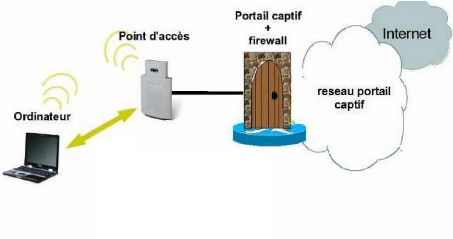 Portail captif
+
firewall
Internet
Point d'accès
reseau portail
captif
Ordinateur